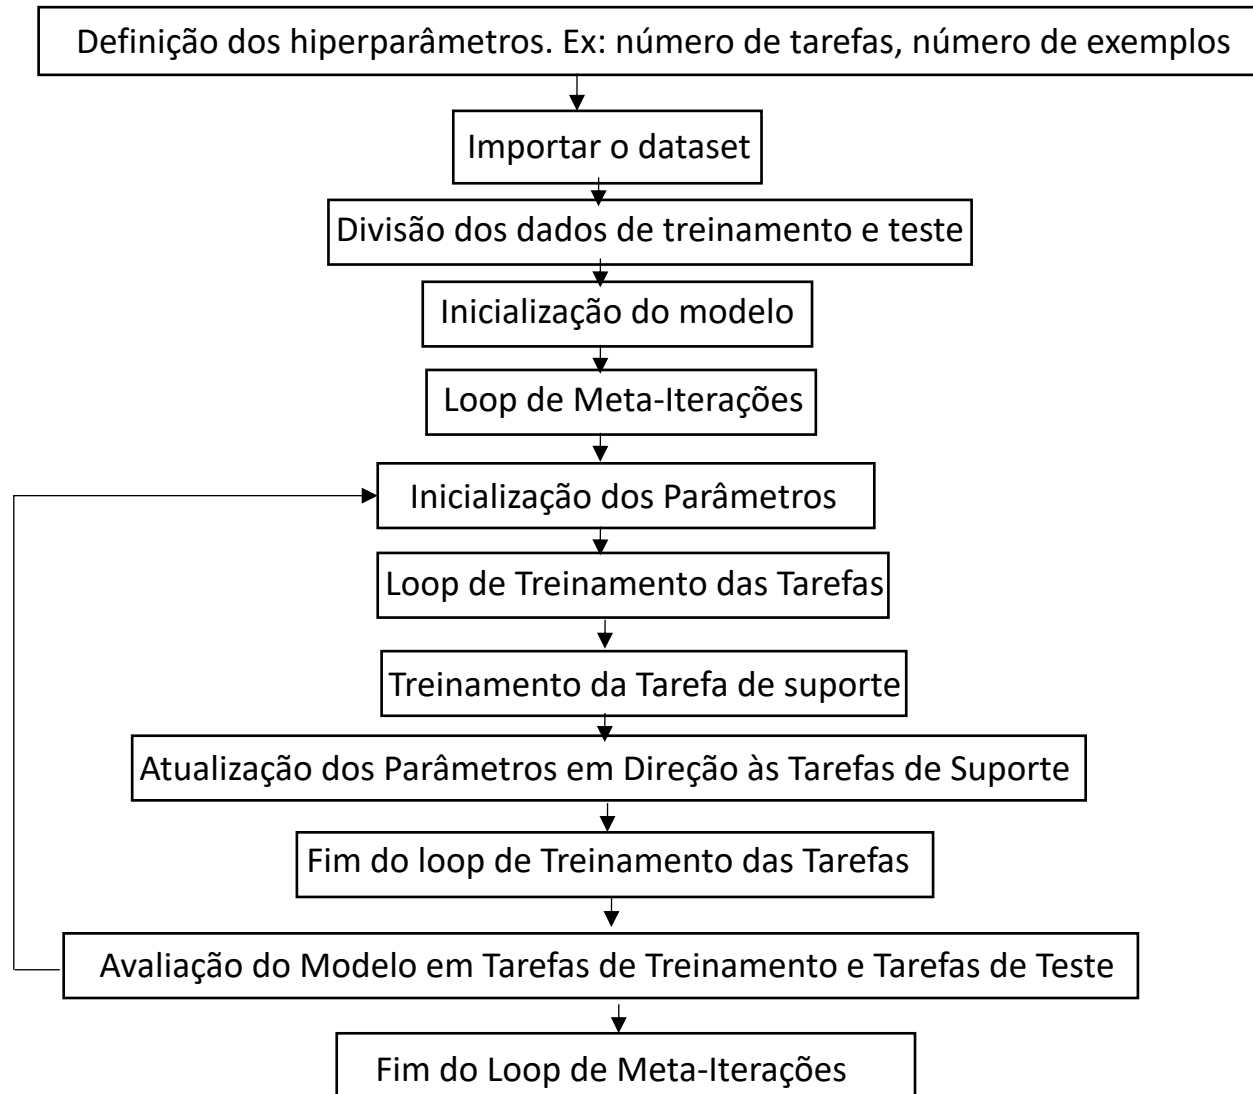 Definição dos hiperparâmetros. Ex: número de tarefas, número de exemplos
Importar o dataset
Divisão dos dados de treinamento e teste
Inicialização do modelo
Loop de Meta-Iterações
Inicialização dos Parâmetros
Loop de Treinamento das Tarefas
Treinamento da Tarefa de suporte
Atualização dos Parâmetros em Direção às Tarefas de Suporte
Fim do loop de Treinamento das Tarefas
Avaliação do Modelo em Tarefas de Treinamento e Tarefas de Teste
Fim do Loop de Meta-Iterações